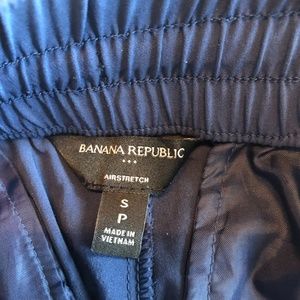 BANANA REPUBLIC
AIRSTRETCH
S
P
MADE IN
VIETNAM